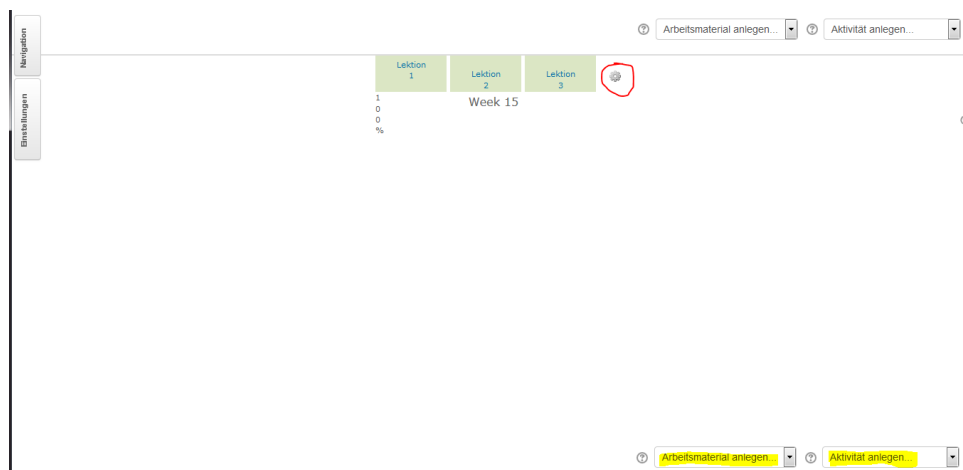 Navigation
Einstellungen
Arbeitsmaterial anlegen...
Aktivität anlegen...
Lektion
1
Lektion
2
Lektion
3
1
0
0
%
Week 15
Arbeitsmaterial anlegen...
Aktivität anlegen...